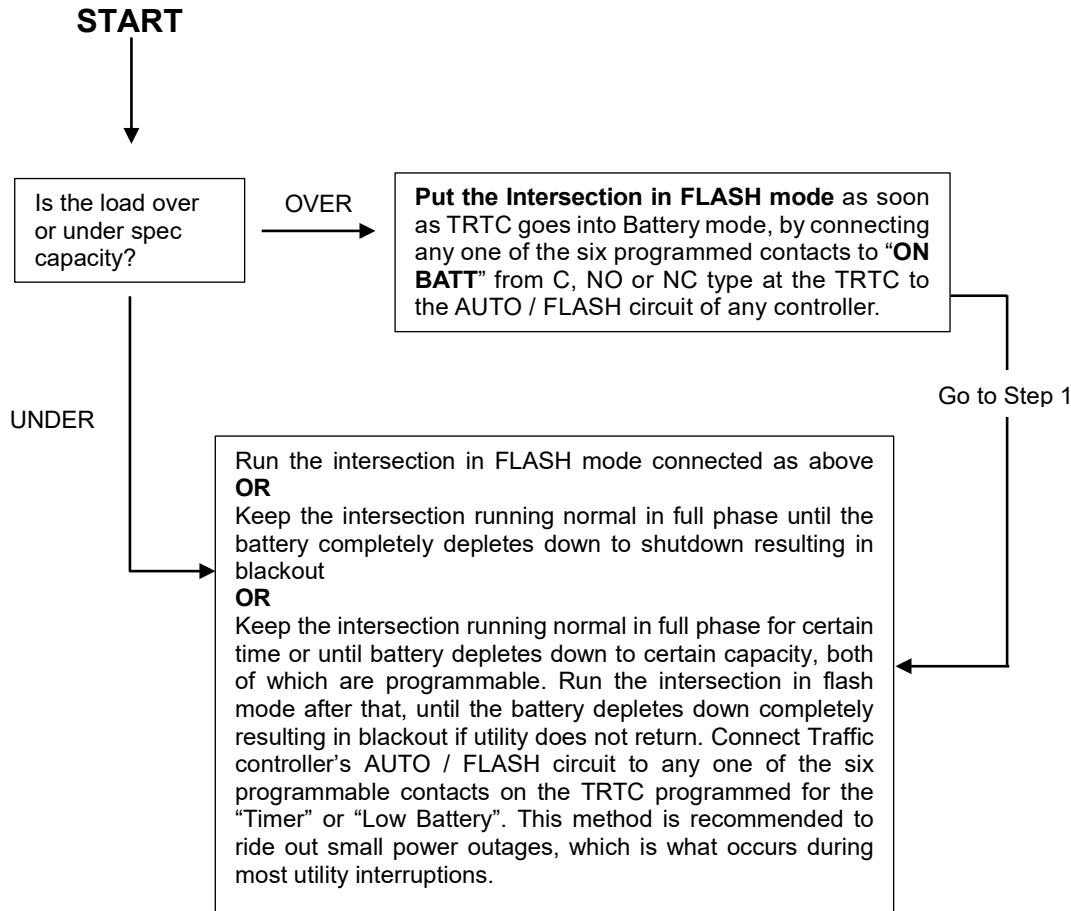 START
Is the load over
or under spec
capacity?
OVER
Put the Intersection in FLASH mode as soon
as TRTC goes into Battery mode, by connecting
any one of the six programmed contacts to “ON
BATT” from C, NO or NC type at the TRTC to
the AUTO / FLASH circuit of any controller.
Go to Step 1
UNDER
Run the intersection in FLASH mode connected as above
OR
Keep the intersection running normal in full phase until the
battery completely depletes down to shutdown resulting in
blackout
OR
Keep the intersection running normal in full phase for certain
time or until battery depletes down to certain capacity, both
of which are programmable. Run the intersection in flash
mode after that, until the battery depletes down completely
resulting in blackout if utility does not return. Connect Traffic
controller’s AUTO / FLASH circuit to any one of the six
programmable contacts on the TRTC programmed for the
“Timer” or “Low Battery”. This method is recommended to
ride out small power outages, which is what occurs during
most utility interruptions.